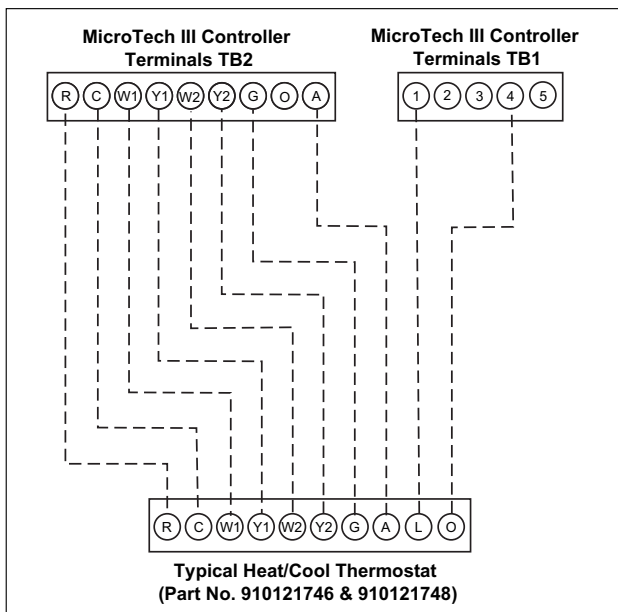 MicroTech III Controller
Terminals TB2
MicroTech III Controller
Terminals TB1
R C W1 Y1 W2 Y2 G O A
1 2 3 4 5
R C W1 Y1 W2 Y2 G A L O
Typical Heat/Cool Thermostat
(Part No. 910121746 & 910121748)